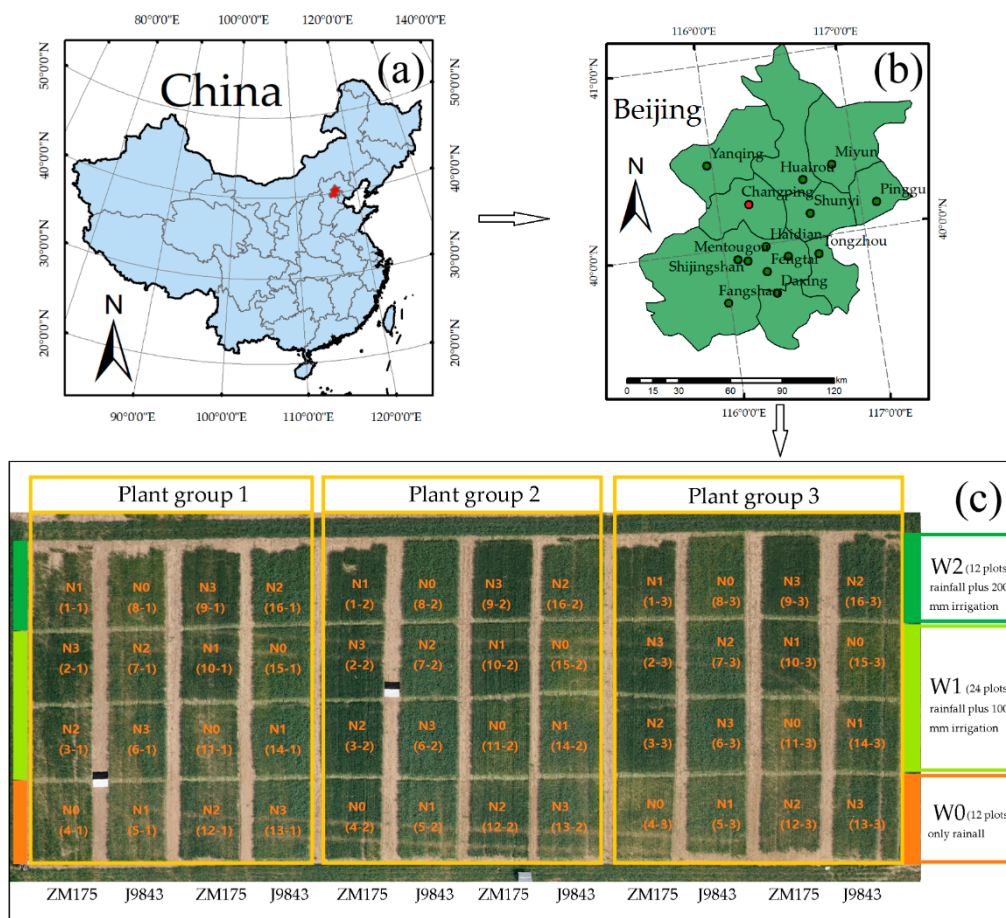 80°0'0"E 100°0'0"E 120°0'0"E 140°0'0"E
50°0'0"N
40°0'0"N
30°0'0"N
20°0'0"N
(a)
China
N
50°0'0"N
40°0'0"N
30°0'0"N
20°0'0"N
90°0'0"E 100°0'0"E 110°0'0"E 120°0'0"E
116°0'0"E 117°0'0"E
41°0'0"N
40°0'0"N
(b)
Beijing
N
Yanqing
Miyun
Huairou
Changping
Shunyi
Pinggu
Haidian
Mentougou
Tongzhou
Shijingshan
Fengtai
Fangshan
Daxing
40°0'0"N
km
0 15 30 60 90 120
116°0'0"E 117°0'0"E
Plant group 1 Plant group 2 Plant group 3
(c)
N1 N0 N3 N2 N1 N0 N3 N2 N1 N0 N3 N2
(1-1) (8-1) (9-1) (16-1) (1-2) (8-2) (9-2) (16-2) (1-3) (8-3) (9-3) (16-3)
N3 N2 N1 N0 N3 N2 N1 N0 N3 N2 N1 N0
(2-1) (7-1) (10-1) (15-1) (2-2) (7-2) (10-2) (15-2) (2-3) (7-3) (10-3) (15-3)
N2 N3 N0 N1 N2 N3 N0 N1 N2 N3 N0 N1
(3-1) (6-1) (11-1) (14-1) (3-2) (6-2) (11-2) (14-2) (3-3) (6-3) (11-3) (14-3)
N0 N1 N2 N3 N0 N1 N2 N3 N0 N1 N2 N3
(4-1) (5-1) (12-1) (13-1) (4-2) (5-2) (12-2) (13-2) (4-3) (5-3) (12-3) (13-3)
W2 (12 plots)
rainfall plus 200
mm irrigation
W1 (24 plots
rainfall plus 100
mm irrigation
W0 (12 plots)
only rainall
ZM175 J9843 ZM175 J9843 ZM175 J9843 ZM175 J9843 ZM175 J9843 ZM175 J9843